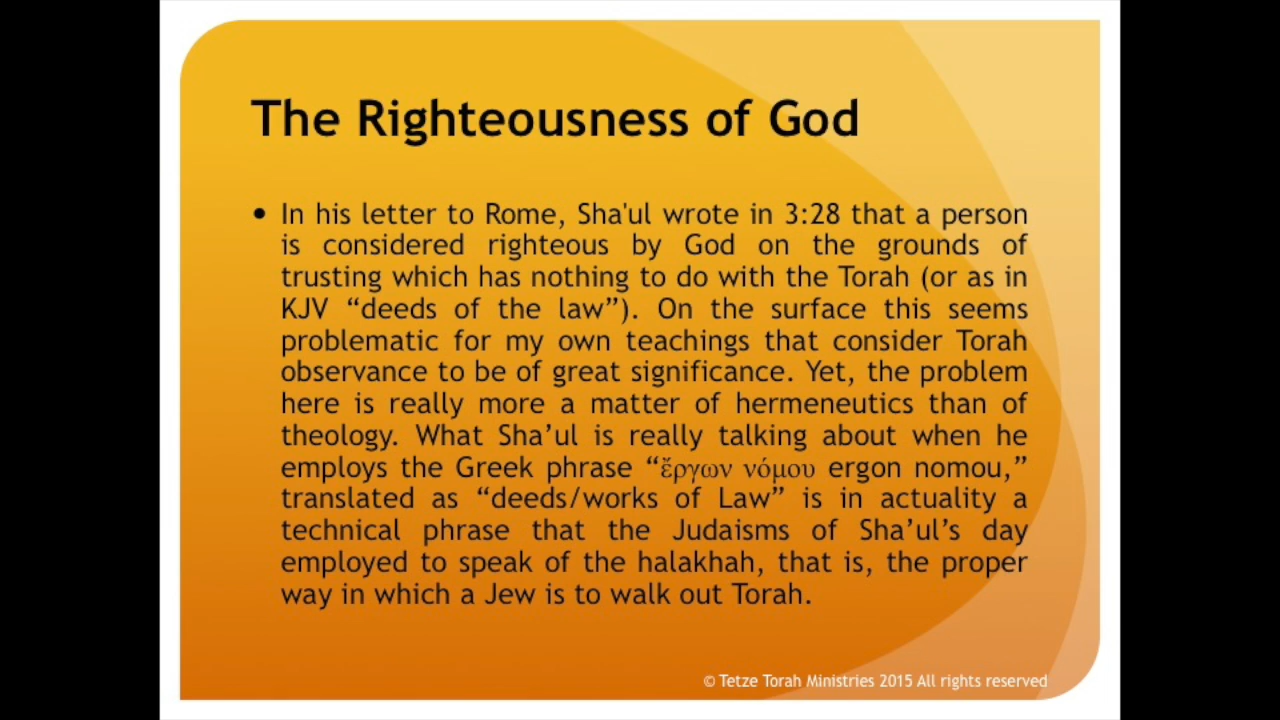 The Righteousness of God
• In his letter to Rome, Sha'ul wrote in 3:28 that a person
is considered righteous by God on the grounds of
trusting which has nothing to do with the Torah (or as in
KJV “deeds of the law”). On the surface this seems
problematic for my own teachings that consider Torah
observance to be of great significance. Yet, the problem
here is really more a matter of hermeneutics than of
theology. What Sha’ul is really talking about when he
employs the Greek phrase “ἔργων νόμου ergon nomou,”
translated as “deeds/works of Law” is in actuality a
technical phrase that the Judaisms of Sha’ul’s day
employed to speak of the halakhah, that is, the proper
way in which a Jew is to walk out Torah.
© Tetze Torah Ministries 2015 All rights reserved